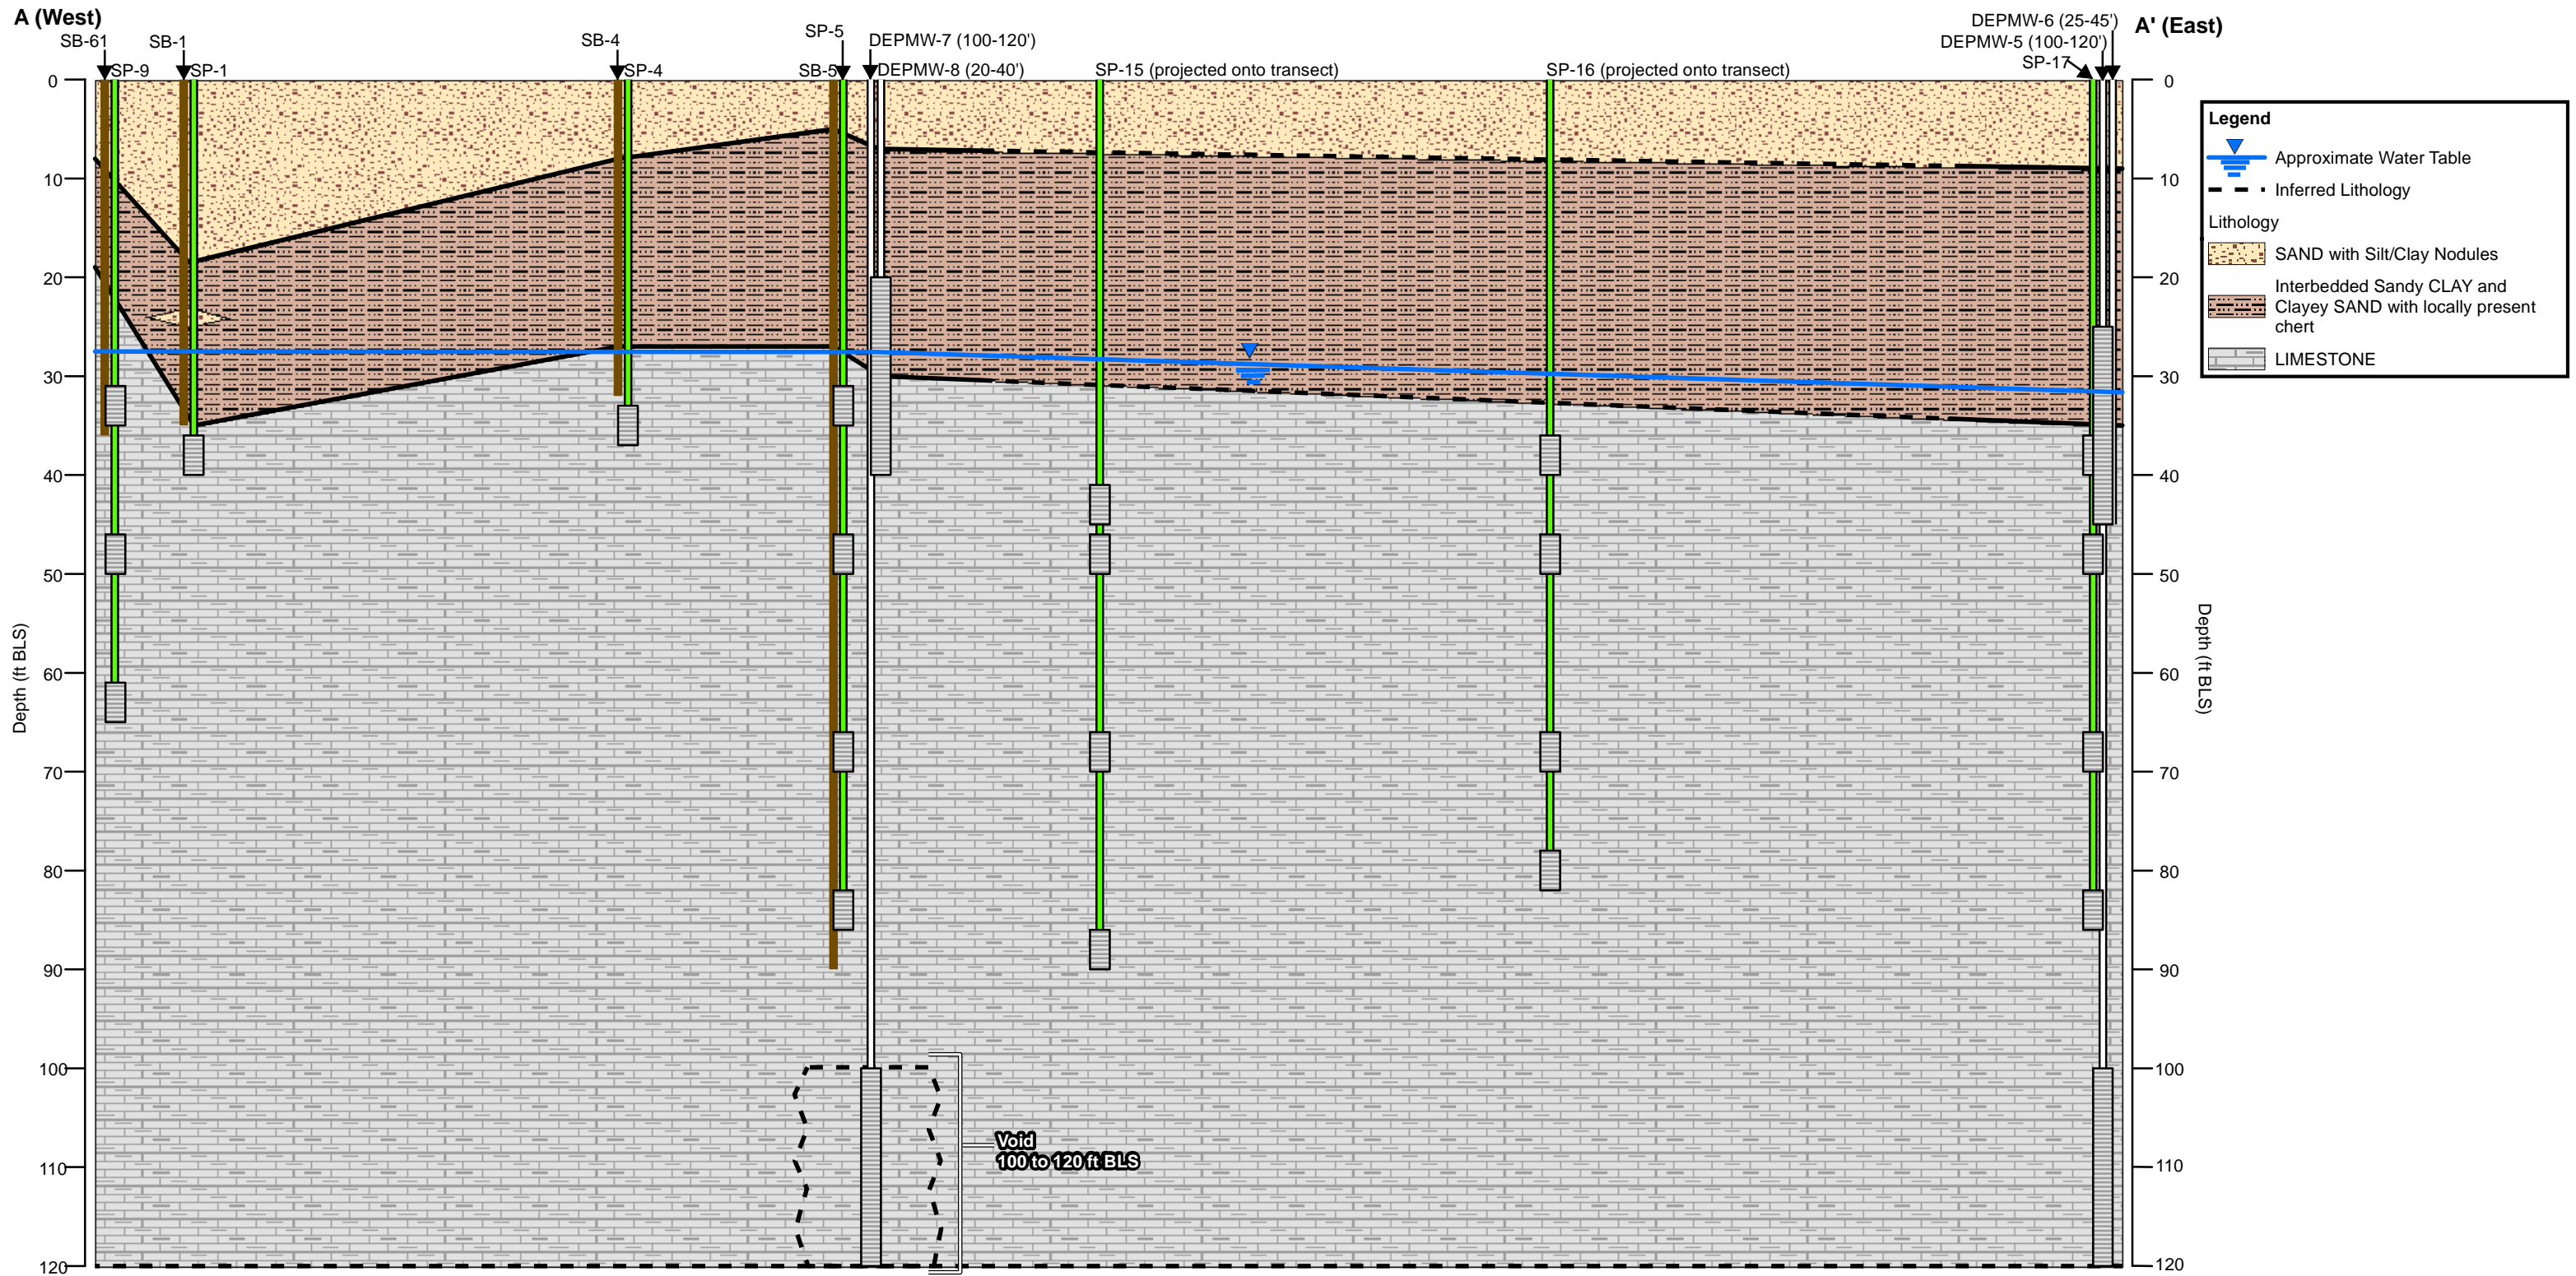 A (West)
SB-61
SP-9
SB-1
SP-1
SB-4
SP-4
SP-5
SB-5
DEPMW-7 (100-120')
DEPMW-8 (20-40')
SP-15 (projected onto transect)
SP-16 (projected onto transect)
DEPMW-6 (25-45')
DEPMW-5 (100-120')
SP-17
A' (East)
0
10
20
30
40
50
60
70
80
90
100
110
120
Depth (ft BLS)
Void
100 to 120 ft BLS
0
10
20
30
40
50
60
70
80
90
100
110
120
Depth (ft BLS)
Legend
Approximate Water Table
Inferred Lithology
Lithology
SAND with Silt/Clay Nodules
Interbedded Sandy CLAY and
Clayey SAND with locally present
chert
LIMESTONE